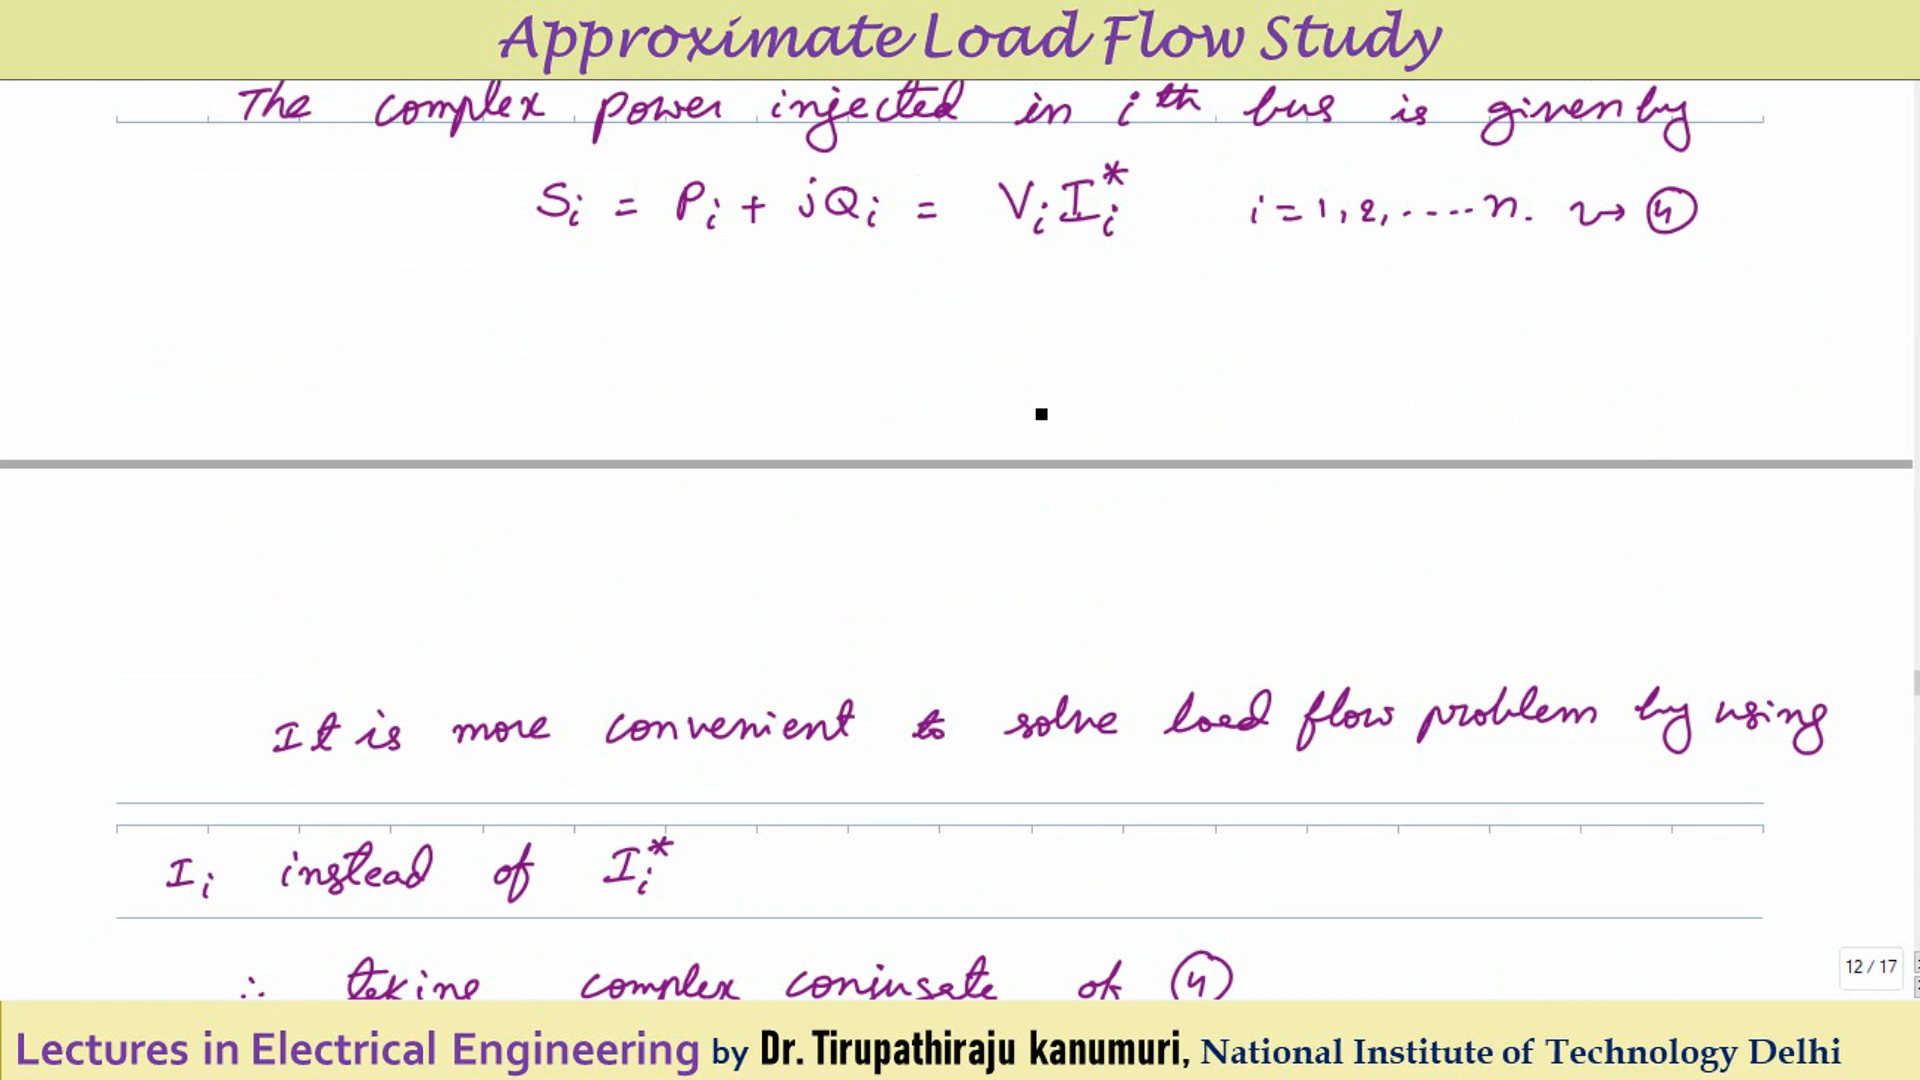 Approximate Load Flow Study
The complex power injected in i th bus is given by
Si = Pi + jQi = ViIi* i = 1, 2, ..... n. → ④
It is more convenient to solve load flow problem by using
Ii instead of Ii*
∴ taking complex conjugate of ④
12 / 17
Lectures in Electrical Engineering by Dr. Tirupathiraju kanumuri, National Institute of Technology Delhi